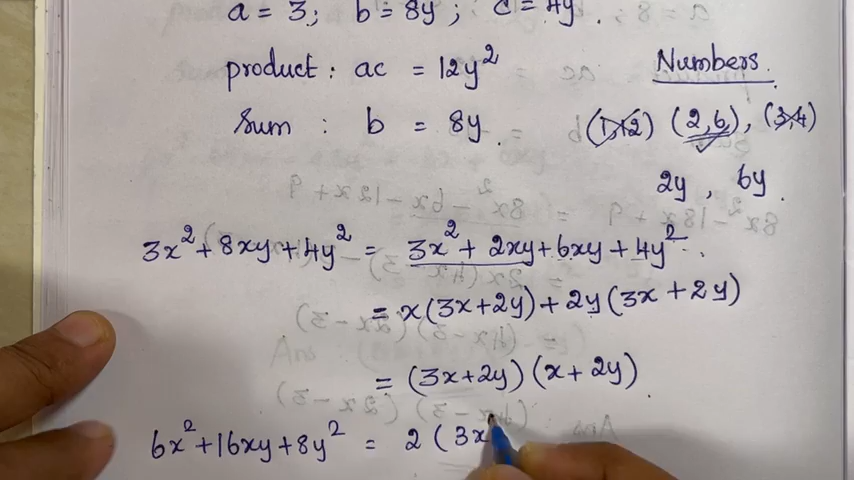 a = 3; b = 8y; c = 4y.
product: ac = 12y² Numbers.
Sum : b = 8y. (1,12) (2,6), (3,4)
2y, 6y.
3x² + 8xy + 4y² = 3x² + 2xy + 6xy + 4y².
= x(3x+2y) + 2y(3x+2y)
= (3x+2y)(x+2y)
6x² + 16xy + 8y² = 2(3x